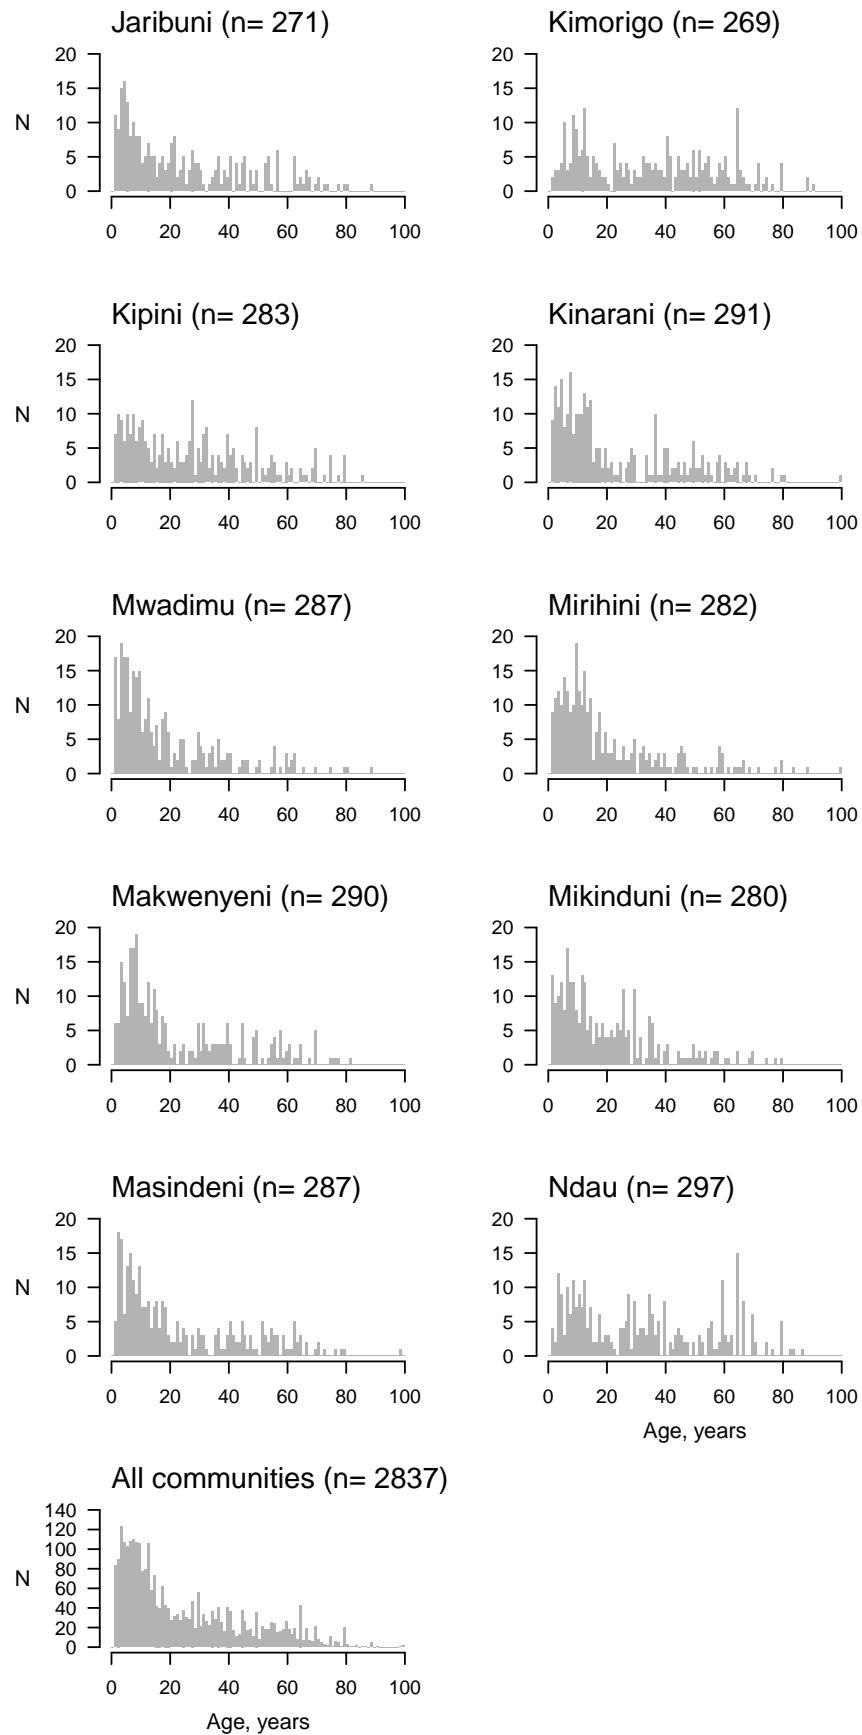 Jaribuni (n= 271)
20
15
10
5
0
N
0 20 40 60 80 100
Kimorigo (n= 269)
20
15
10
5
0
0 20 40 60 80 100
Kipini (n= 283)
20
15
10
5
0
N
0 20 40 60 80 100
Kinarani (n= 291)
20
15
10
5
0
0 20 40 60 80 100
Mwadimu (n= 287)
20
15
10
5
0
N
0 20 40 60 80 100
Mirihini (n= 282)
20
15
10
5
0
0 20 40 60 80 100
Makwenyeni (n= 290)
20
15
10
5
0
N
0 20 40 60 80 100
Mikinduni (n= 280)
20
15
10
5
0
0 20 40 60 80 100
Masindeni (n= 287)
20
15
10
5
0
N
0 20 40 60 80 100
Ndau (n= 297)
20
15
10
5
0
0 20 40 60 80 100
Age, years
All communities (n= 2837)
140
120
100
80
60
40
20
0
N
0 20 40 60 80 100
Age, years